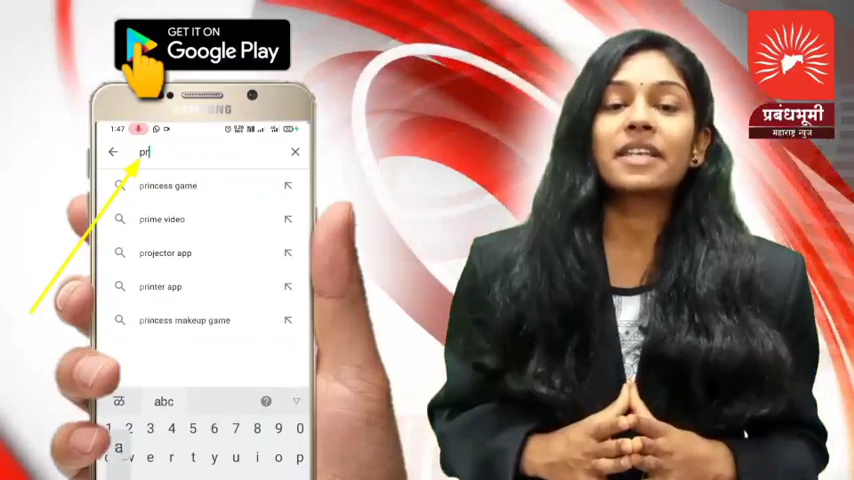 GET IT ON
Google Play
SAMSUNG
1:47
pr
princess game
prime video
projector app
printer app
princess makeup game
abc
1 2 3 4 5 6 7 8 9 0
a
w e r t y u i o p
प्रबंधभूमी
महाराष्ट्र न्युज